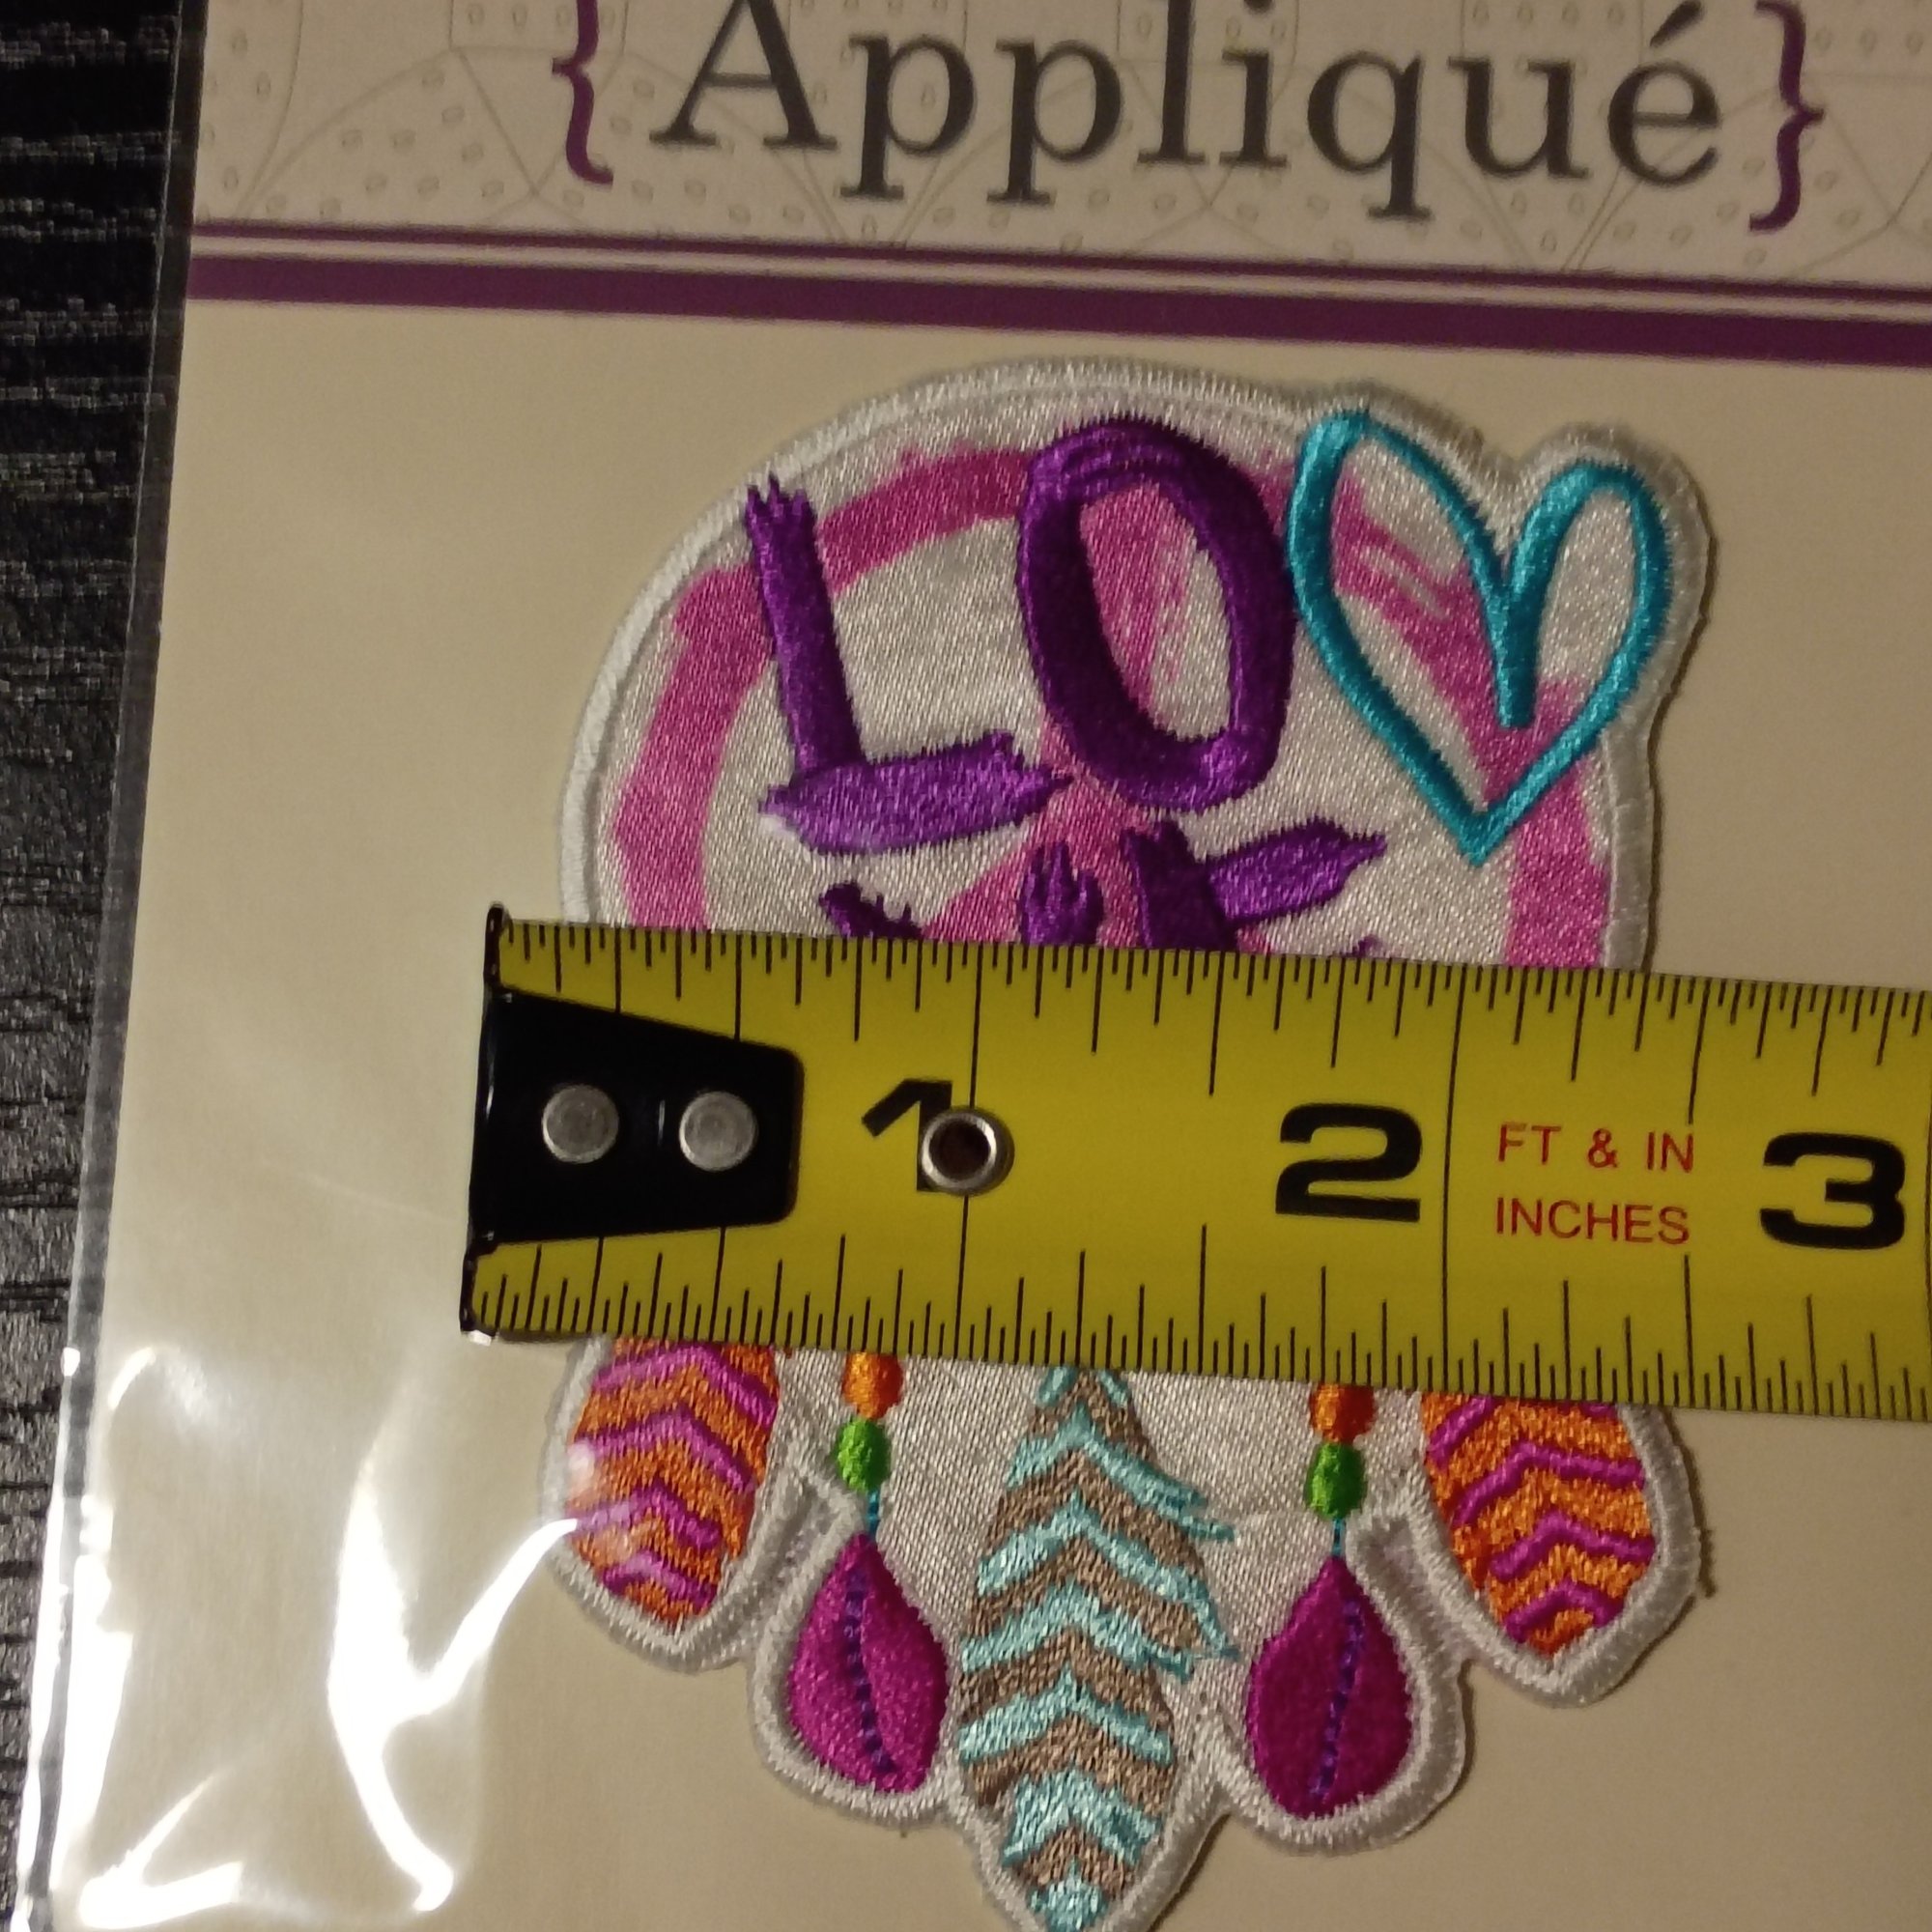 {Appliqué}
LO
1 2 FT & IN 3
INCHES